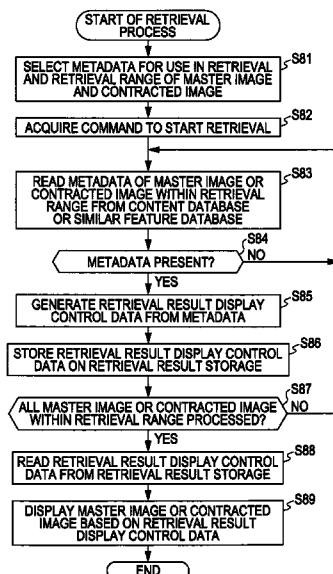 START OF RETRIEVAL
PROCESS
S81
SELECT METADATA FOR USE IN RETRIEVAL
AND RETRIEVAL RANGE OF MASTER IMAGE
AND CONTRACTED IMAGE
S82
ACQUIRE COMMAND TO START RETRIEVAL
S83
READ METADATA OF MASTER IMAGE OR
CONTRACTED IMAGE WITHIN RETRIEVAL
RANGE FROM CONTENT DATABASE
OR SIMILAR FEATURE DATABASE
S84
METADATA PRESENT?
NO
YES
S85
GENERATE RETRIEVAL RESULT DISPLAY
CONTROL DATA FROM METADATA
S86
STORE RETRIEVAL RESULT DISPLAY CONTROL
DATA ON RETRIEVAL RESULT STORAGE
S87
ALL MASTER IMAGE OR CONTRACTED IMAGE
WITHIN RETRIEVAL RANGE PROCESSED?
NO
YES
S88
READ RETRIEVAL RESULT DISPLAY CONTROL
DATA FROM RETRIEVAL RESULT STORAGE
S89
DISPLAY MASTER IMAGE OR CONTRACTED
IMAGE BASED ON RETRIEVAL RESULT
DISPLAY CONTROL DATA
END